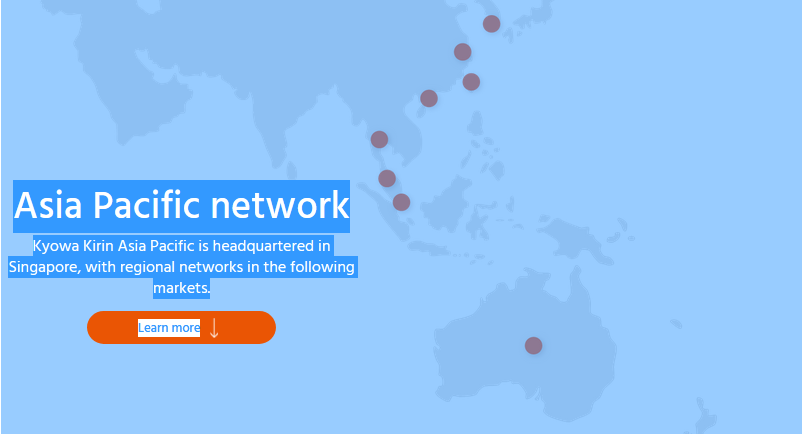 Asia Pacific network
Kyowa Kirin Asia Pacific is headquartered in
Singapore, with regional networks in the following
markets.
Learn more ↓